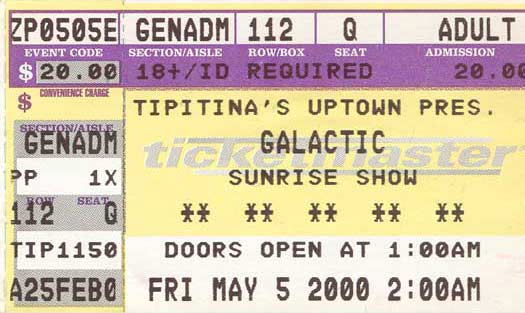 ZP0505E GENADM 112 Q ADULT
EVENT CODE SECTION/AISLE ROW/BOX SEAT ADMISSION
$ 20.00 18+/ID REQUIRED 20.00
$ CONVENIENCE CHARGE
TIPITINA'S UPTOWN PRES.
SECTION/AISLE
GENADM GALACTIC
ticketmaster
PP 1X SUNRISE SHOW
ROW SEAT
112 Q ** ** ** ** **
TIP1150 DOORS OPEN AT 1:00AM
A25FEB0 FRI MAY 5 2000 2:00AM